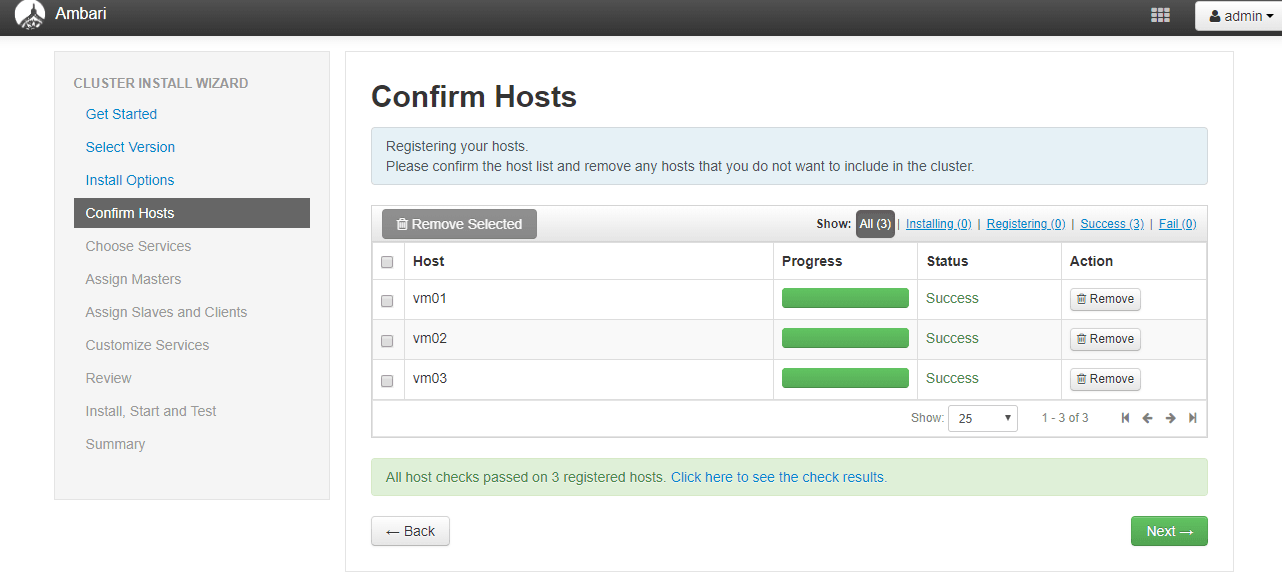 Ambari
admin
CLUSTER INSTALL WIZARD
Get Started
Select Version
Install Options
Confirm Hosts
Choose Services
Assign Masters
Assign Slaves and Clients
Customize Services
Review
Install, Start and Test
Summary
Confirm Hosts
Registering your hosts.
Please confirm the host list and remove any hosts that you do not want to include in the cluster.
Remove Selected Show: All (3) | Installing (0) | Registering (0) | Success (3) | Fail (0)
Host Progress Status Action
vm01 Success Remove
vm02 Success Remove
vm03 Success Remove
Show: 25 1 - 3 of 3
All host checks passed on 3 registered hosts. Click here to see the check results.
← Back Next →